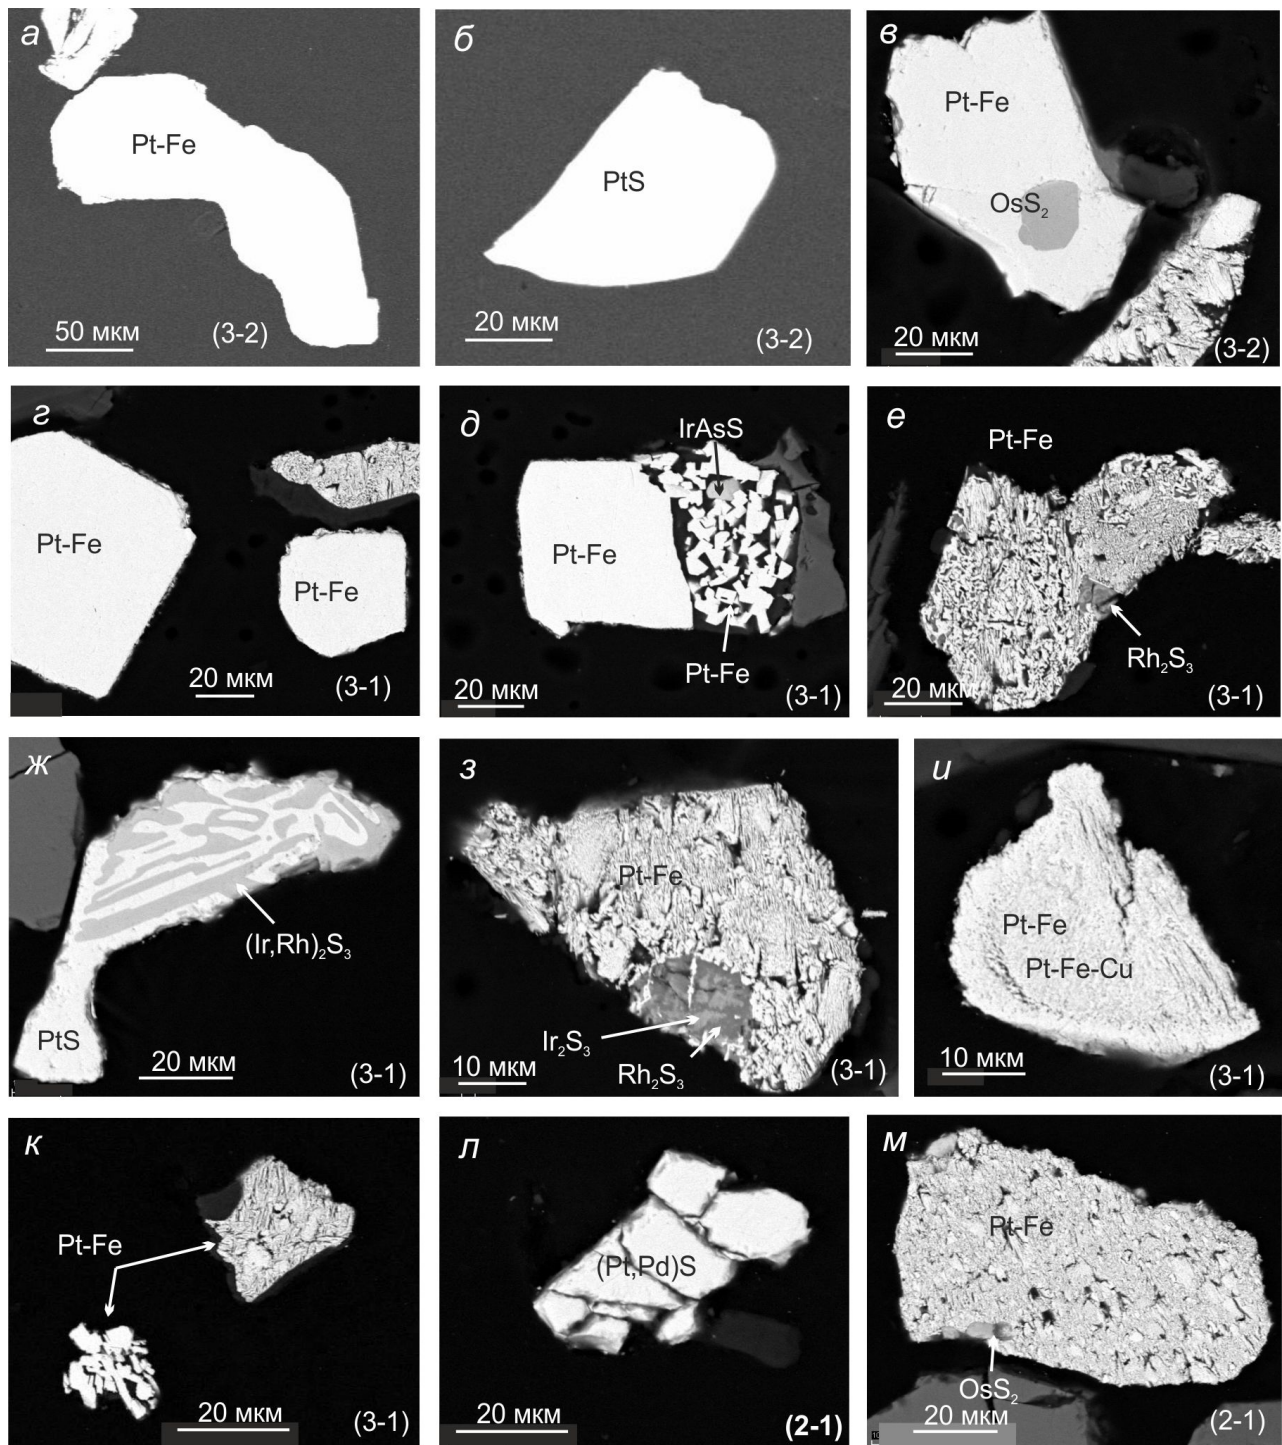 а
Pt-Fe
50 мкм
(3-2)
б
PtS
20 мкм
(3-2)
в
Pt-Fe
OsS₂
20 мкм
(3-2)
г
Pt-Fe
Pt-Fe
20 мкм
(3-1)
д
IrAsS
Pt-Fe
Pt-Fe
20 мкм
(3-1)
е
Pt-Fe
Rh₂S₃
20 мкм
(3-1)
ж
(Ir,Rh)₂S₃
PtS
20 мкм
(3-1)
з
Pt-Fe
Ir₂S₃
Rh₂S₃
10 мкм
(3-1)
и
Pt-Fe
Pt-Fe-Cu
10 мкм
(3-1)
к
Pt-Fe
20 мкм
(3-1)
л
(Pt,Pd)S
20 мкм
(2-1)
м
Pt-Fe
OsS₂
20 мкм
(2-1)